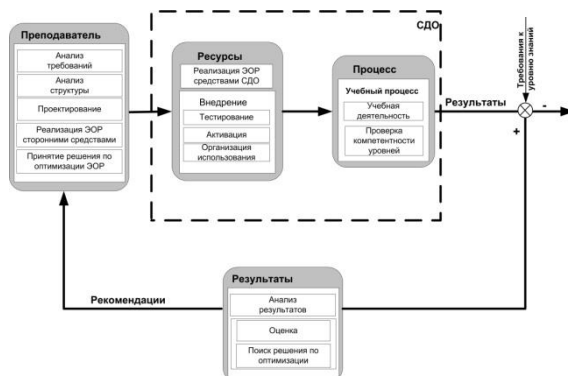 СДО
Преподаватель
Анализ
требований
Анализ
структуры
Проектирование
Реализация ЭОР
сторонними средствами
Принятие решения по
оптимизации ЭОР
Ресурсы
Реализация ЭОР
средствами СДО
Внедрение
Тестирование
Активация
Организация
использования
Процесс
Учебный процесс
Учебная
деятельность
Проверка
компетентности
уровней
Результаты
Требования к
уровню знаний
-
+
Рекомендации
Результаты
Анализ
результатов
Оценка
Поиск решения по
оптимизации